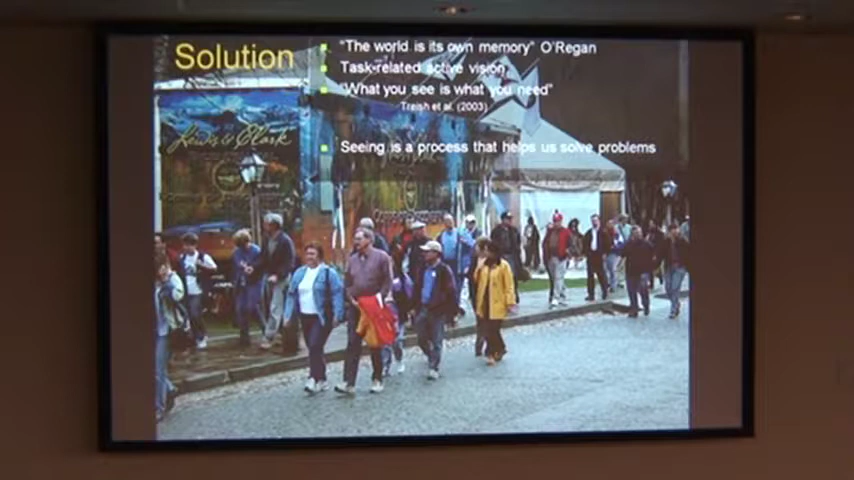 Solution
"The world is its own memory" O'Regan
Task-related active vision
"What you see is what you need"
Treish et al. (2003)
Seeing is a process that helps us solve problems
Lewis & Clark